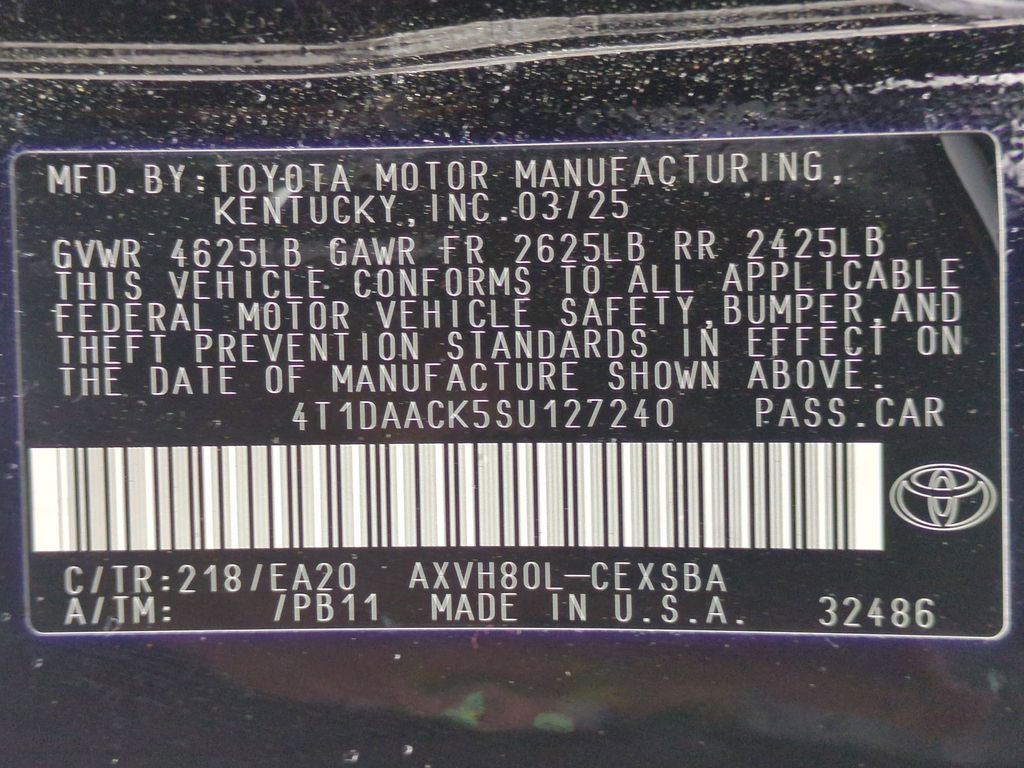 MFD.BY:TOYOTA MOTOR MANUFACTURING,
KENTUCKY,INC.03/25
GVWR 4625LB GAWR FR 2625LB RR 2425LB
THIS VEHICLE CONFORMS TO ALL APPLICABLE
FEDERAL MOTOR VEHICLE SAFETY,BUMPER,AND
THEFT PREVENTION STANDARDS IN EFFECT ON
THE DATE OF MANUFACTURE SHOWN ABOVE.
4T1DAACK5SU127240 PASS.CAR
C/TR:218/EA20 AXVH80L-CEXSBA
A/TM: /PB11 MADE IN U.S.A. 32486